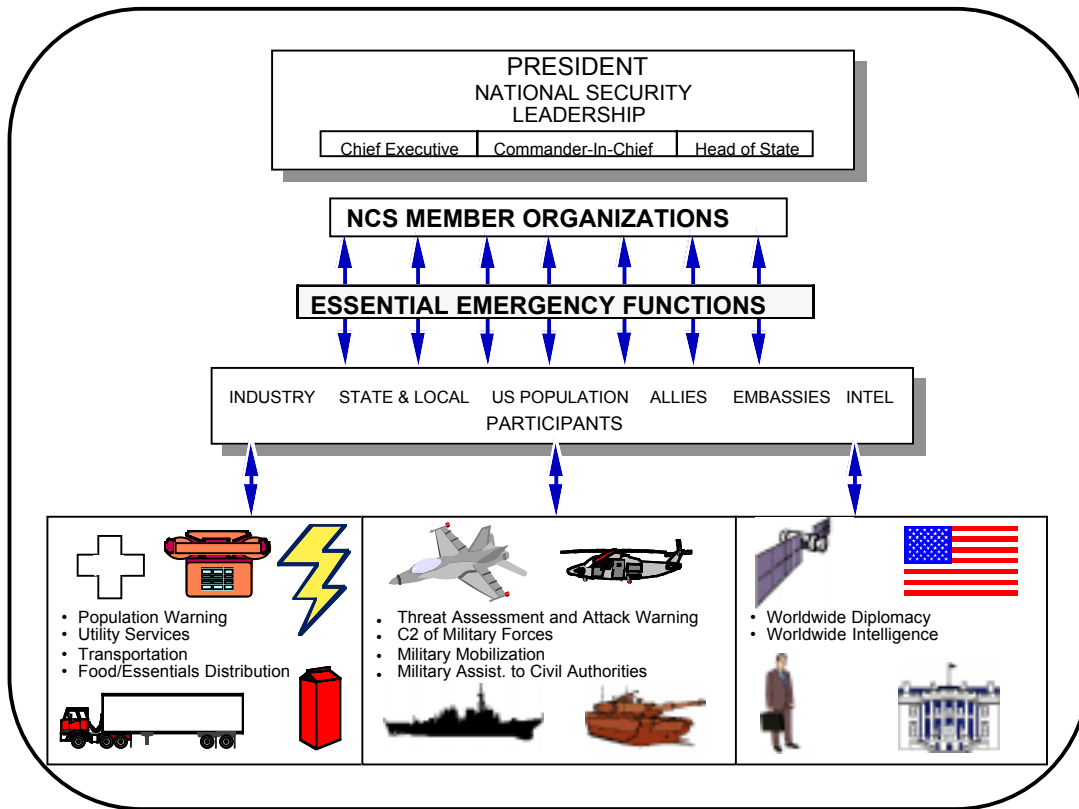 PRESIDENT
NATIONAL SECURITY
LEADERSHIP
Chief Executive Commander-In-Chief Head of State
NCS MEMBER ORGANIZATIONS
ESSENTIAL EMERGENCY FUNCTIONS
INDUSTRY STATE & LOCAL US POPULATION ALLIES EMBASSIES INTEL
PARTICIPANTS
• Population Warning
• Utility Services
• Transportation
• Food/Essentials Distribution
• Threat Assessment and Attack Warning
• C2 of Military Forces
• Military Mobilization
• Military Assist. to Civil Authorities
• Worldwide Diplomacy
• Worldwide Intelligence